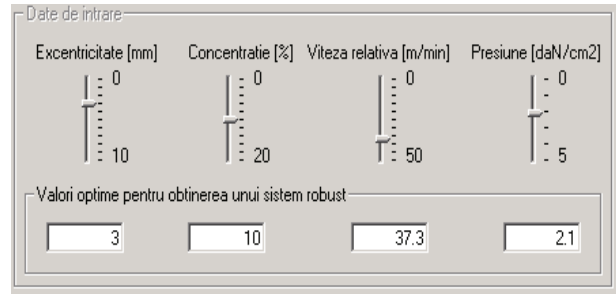 Date de intrare
Excentricitate [mm] Concentratie [%] Viteza relativa [m/min] Presiune [daN/cm2]
0 0 0 0
10 20 50 5
Valori optime pentru obtinerea unui sistem robust
3 10 37.3 2.1